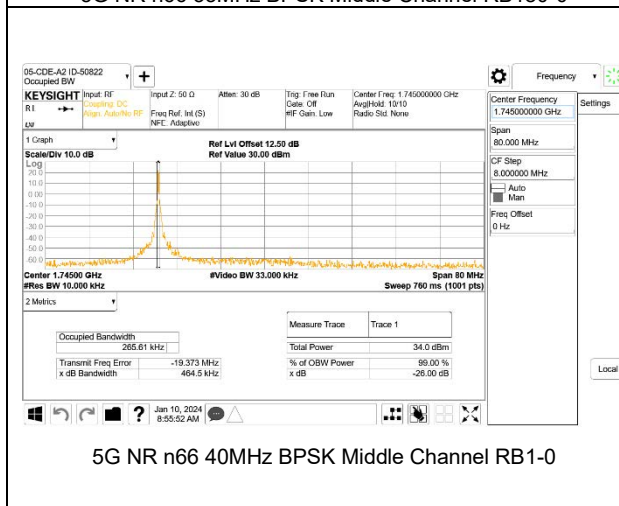 5G NR n66 35MHz BPSK Middle Channel RB180-0
05-CDE-A2 ID-50822
Occupied BW
+
Frequency
KEYSIGHT
Input: RF
Input Z: 50 Ω
Atten: 30 dB
Trig: Free Run
Center Freq: 1.745000000 GHz
RL
Coupling: DC
Gate: Off
Avg|Hold: 10/10
Align: Auto/No RF
Freq Ref: Int (S)
#IF Gain: Low
Radio Std: None
NFE: Adaptive
Center Frequency
1.745000000 GHz
Settings
Span
80.000 MHz
CF Step
8.000000 MHz
Auto
Man
Freq Offset
0 Hz
1 Graph
Ref Lvl Offset 12.50 dB
Scale/Div 10.0 dB
Ref Value 30.00 dBm
Log
20.0
10.0
0.00
-10.0
-20.0
-30.0
-40.0
-50.0
-60.0
Center 1.74500 GHz
#Video BW 33.000 kHz
Span 80 MHz
#Res BW 10.000 kHz
Sweep 760 ms (1001 pts)
2 Metrics
Measure Trace
Trace 1
Occupied Bandwidth
265.61 kHz
Total Power
34.0 dBm
Transmit Freq Error
-19.373 MHz
% of OBW Power
99.00 %
x dB Bandwidth
464.5 kHz
x dB
-26.00 dB
Local
?
Jan 10, 2024
8:55:52 AM
5G NR n66 40MHz BPSK Middle Channel RB1-0